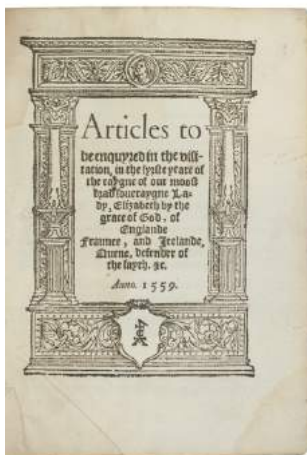 Articles to
be enquyred in the visi-
tation, in the fyrste yeare of
the raygne of out moost
drad soueraygne La-
dy, Elizabeth by the
grace of God, of
Englande
Fraunce, and Irelande,
Quene, defender of
the fayth. &c.
Anno. 1559.